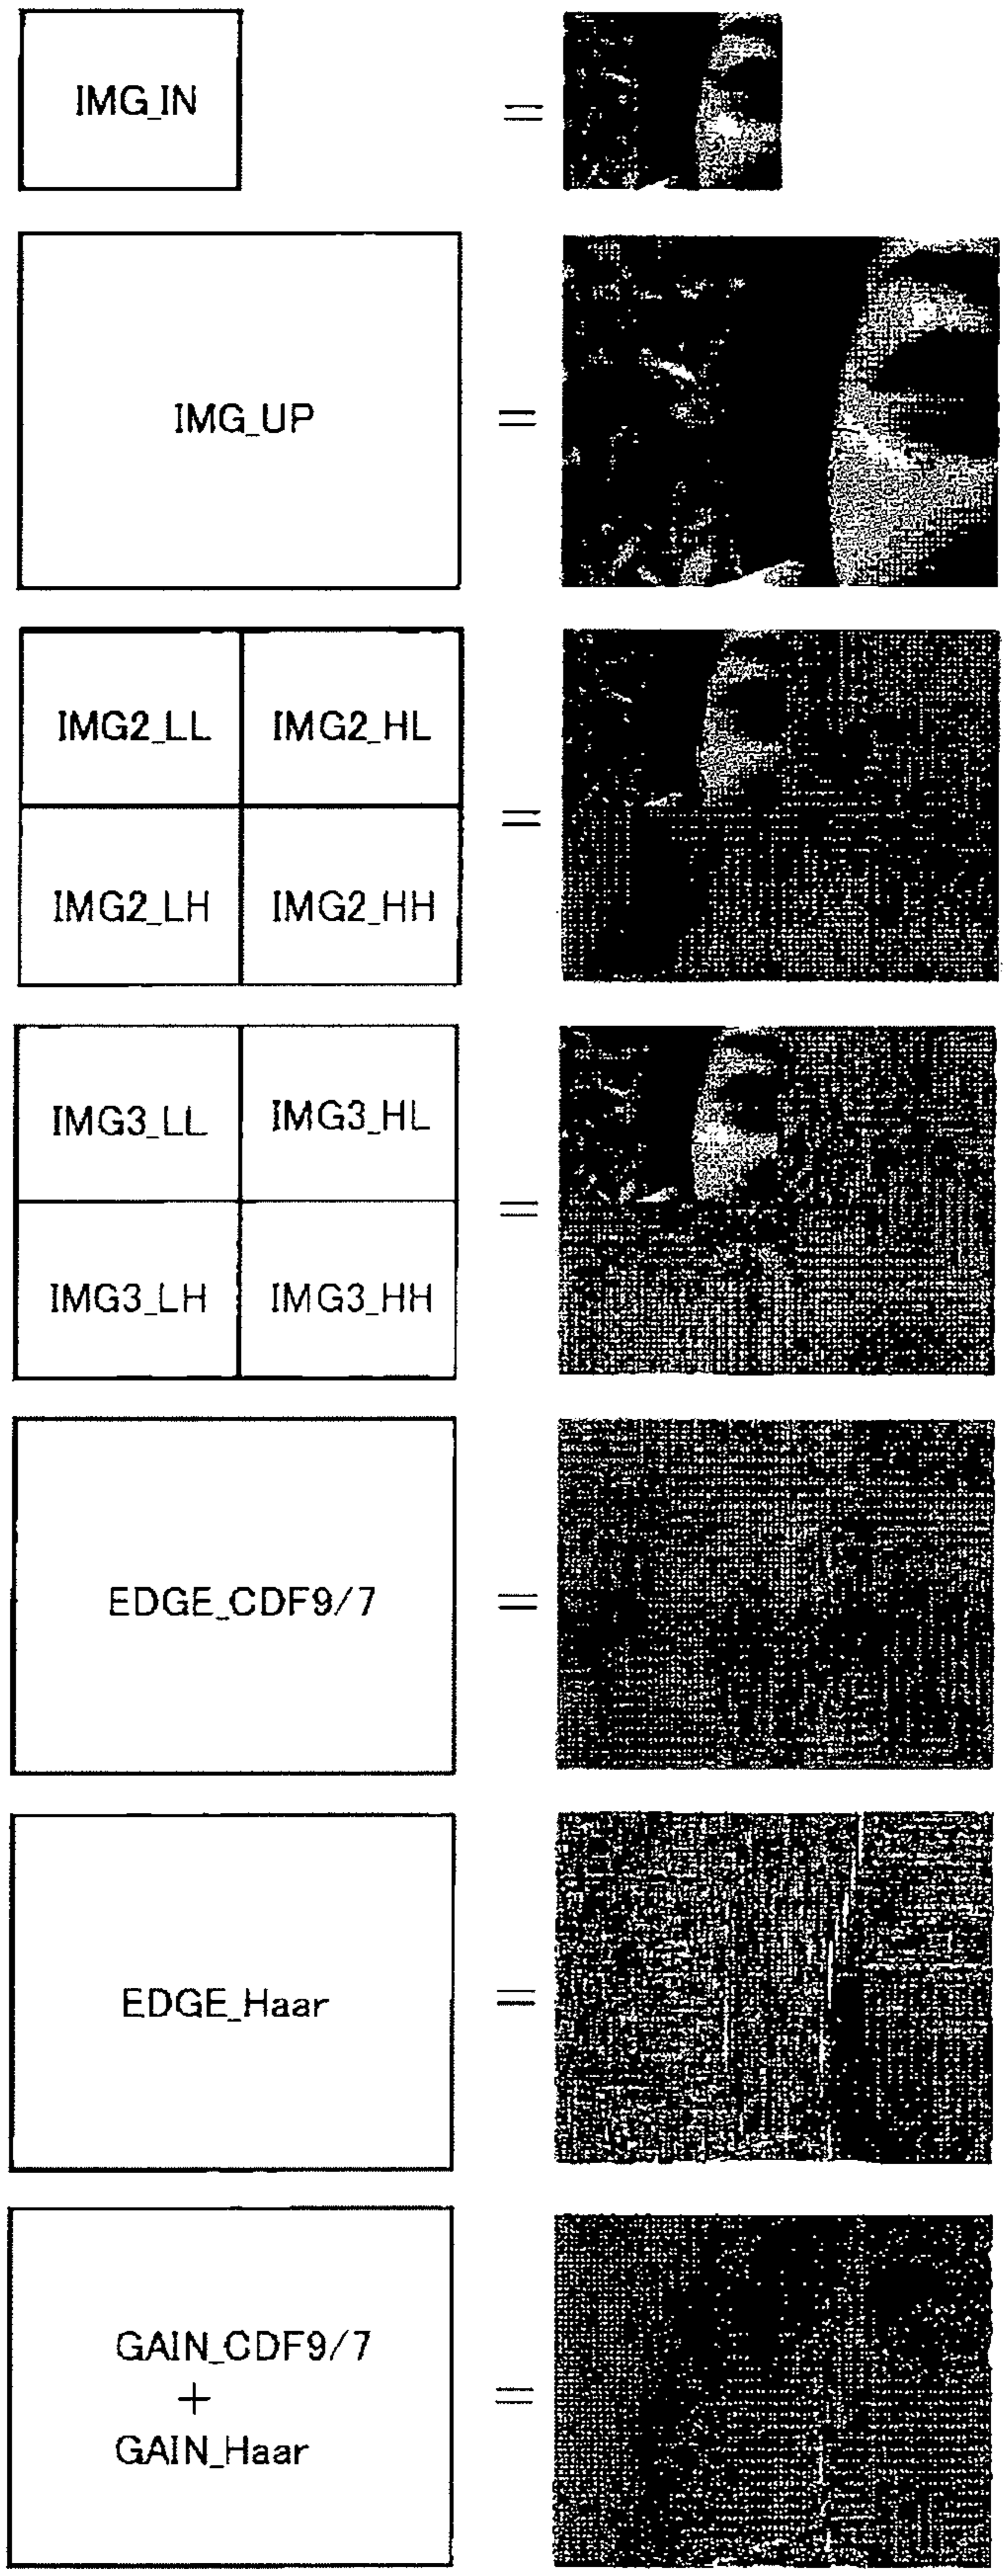 IMG_IN
=
IMG_UP
=
IMG2_LL IMG2_HL
=
IMG2_LH IMG2_HH
IMG3_LL IMG3_HL
=
IMG3_LH IMG3_HH
EDGE_CDF9/7
=
EDGE_Haar
=
GAIN_CDF9/7
+
=
GAIN_Haar